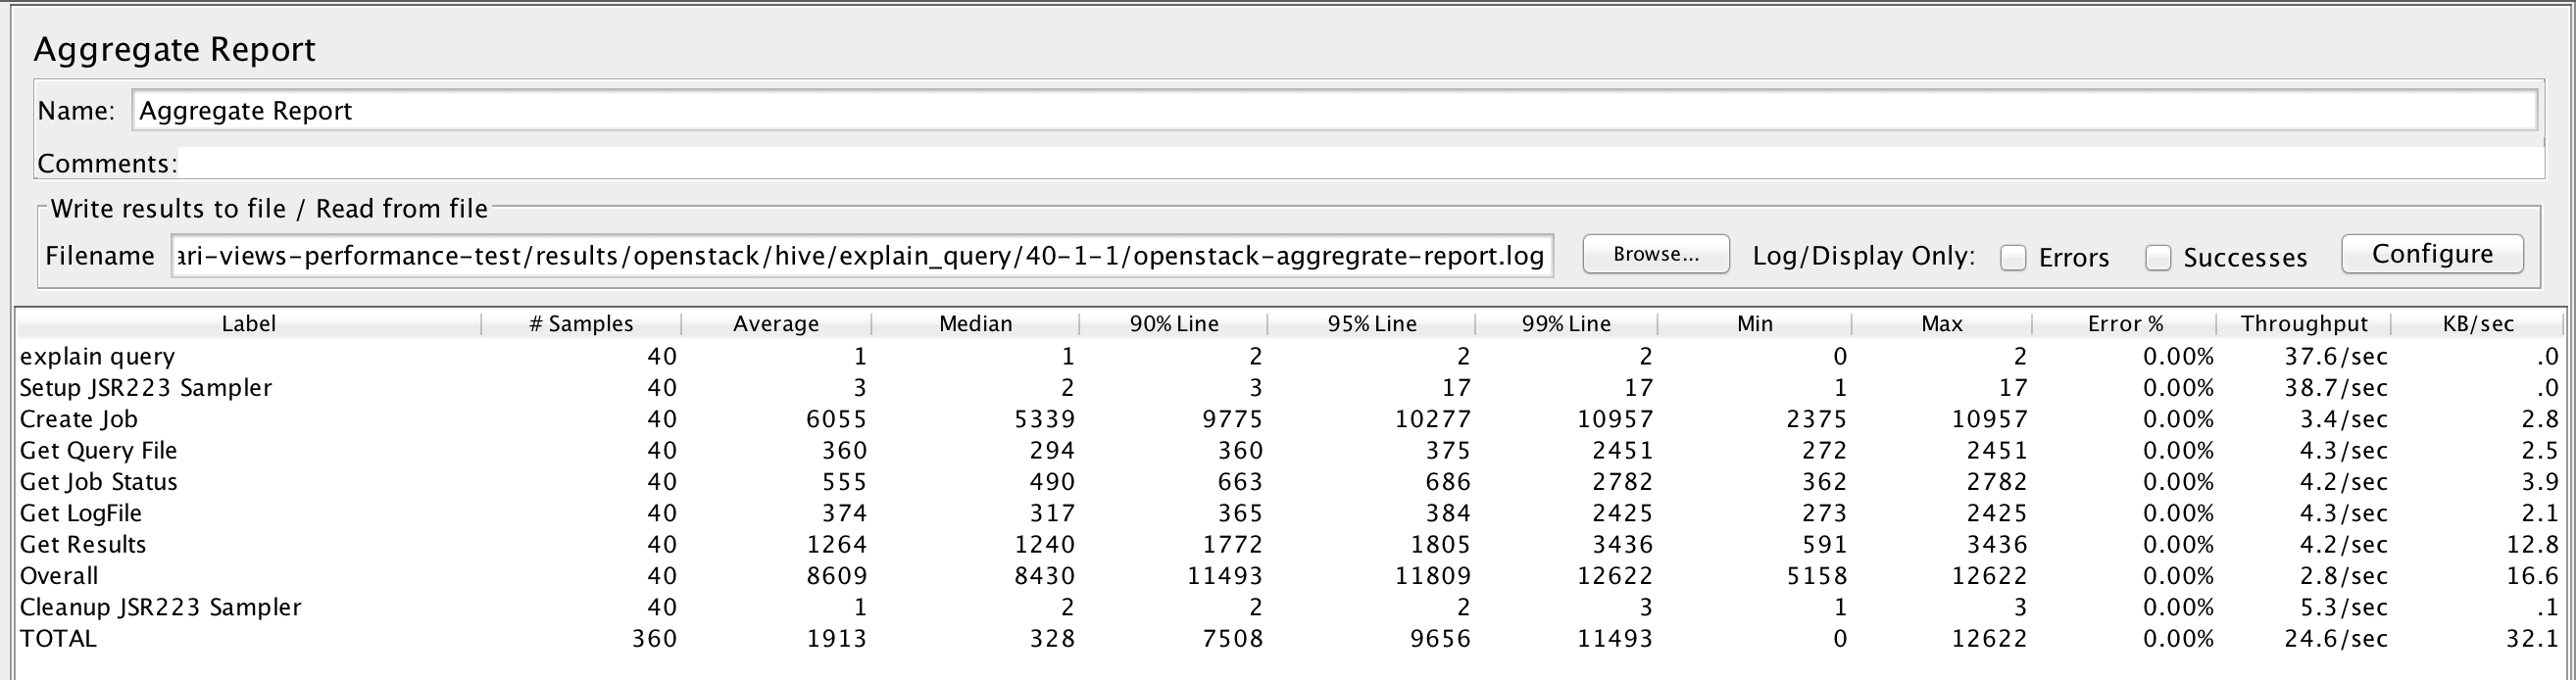 Aggregate Report
Name: Aggregate Report
Comments:
Write results to file / Read from file
Filename ari-views-performance-test/results/openstack/hive/explain_query/40-1-1/openstack-aggregrate-report.log Browse... Log/Display Only: Errors Successes Configure
Label # Samples Average Median 90% Line 95% Line 99% Line Min Max Error % Throughput KB/sec
explain query 40 1 1 2 2 2 0 2 0.00% 37.6/sec .0
Setup JSR223 Sampler 40 3 2 3 17 17 1 17 0.00% 38.7/sec .0
Create Job 40 6055 5339 9775 10277 10957 2375 10957 0.00% 3.4/sec 2.8
Get Query File 40 360 294 360 375 2451 272 2451 0.00% 4.3/sec 2.5
Get Job Status 40 555 490 663 686 2782 362 2782 0.00% 4.2/sec 3.9
Get LogFile 40 374 317 365 384 2425 273 2425 0.00% 4.3/sec 2.1
Get Results 40 1264 1240 1772 1805 3436 591 3436 0.00% 4.2/sec 12.8
Overall 40 8609 8430 11493 11809 12622 5158 12622 0.00% 2.8/sec 16.6
Cleanup JSR223 Sampler 40 1 2 2 2 3 1 3 0.00% 5.3/sec .1
TOTAL 360 1913 328 7508 9656 11493 0 12622 0.00% 24.6/sec 32.1